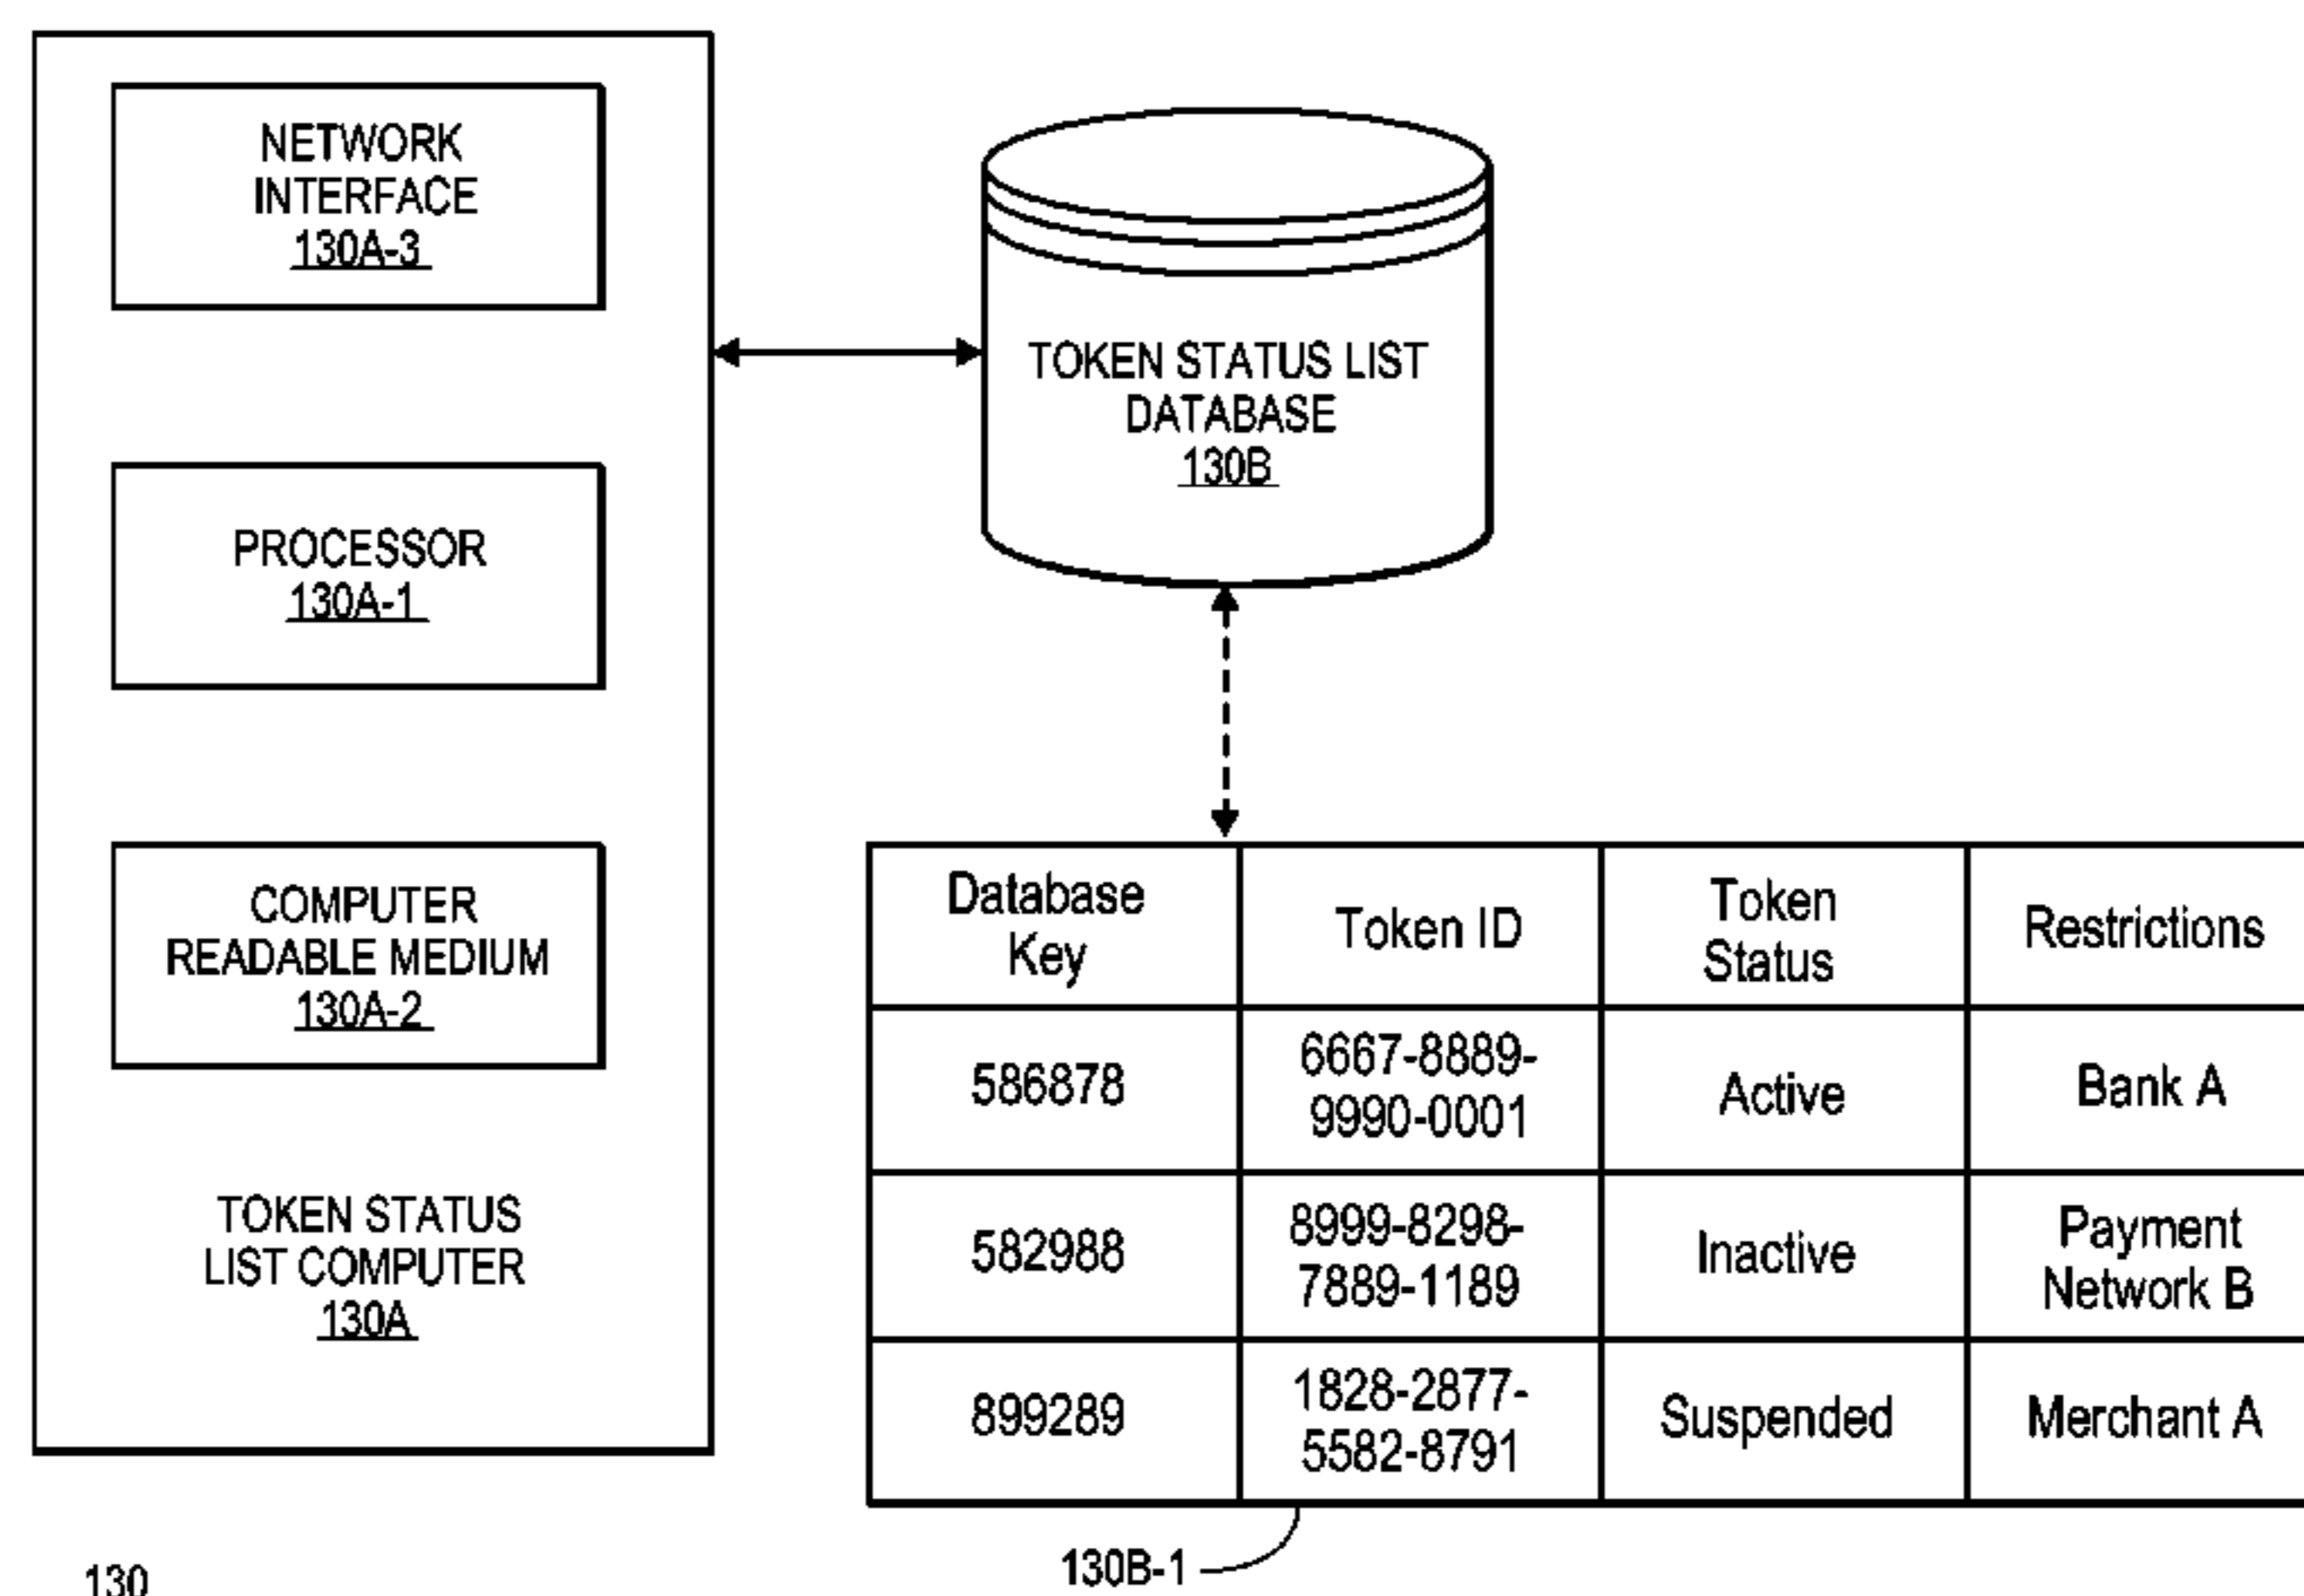 NETWORK
INTERFACE
130A-3
PROCESSOR
130A-1
COMPUTER
READABLE MEDIUM
130A-2
TOKEN STATUS
LIST COMPUTER
130A
TOKEN STATUS LIST
DATABASE
130B
Database
Key
Token ID
Token
Status
Restrictions
586878
6667-8889-
9990-0001
Active
Bank A
582988
8999-8298-
7889-1189
Inactive
Payment
Network B
899289
1828-2877-
5582-8791
Suspended
Merchant A
130B-1
130